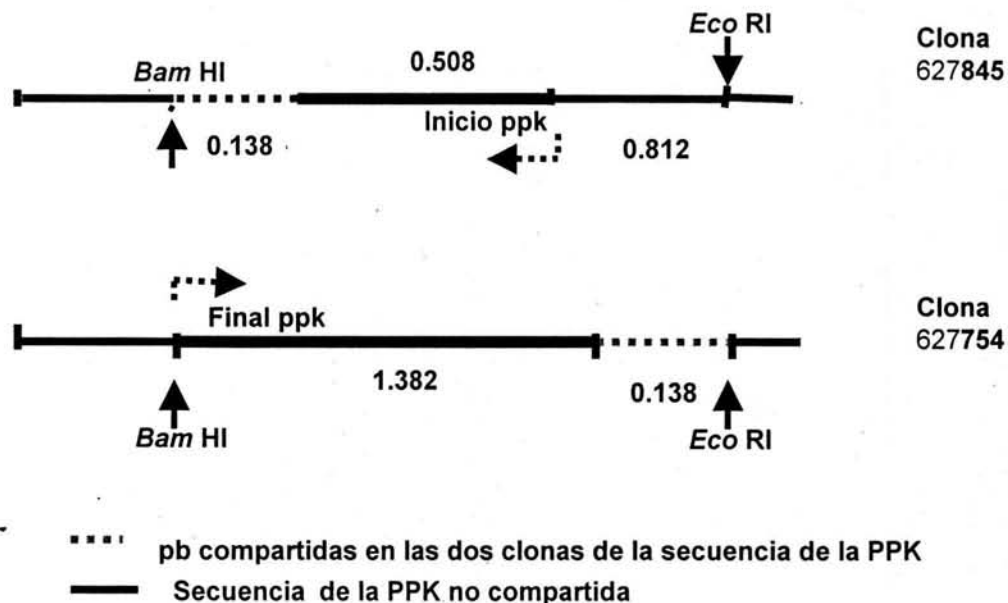 Eco RI
Clona
627845
0.508
Bam HI
Inicio ppk
0.138
0.812
Final ppk
Clona
627754
1.382
0.138
Bam HI
Eco RI
pb compartidas en las dos clonas de la secuencia de la PPK
Secuencia de la PPK no compartida